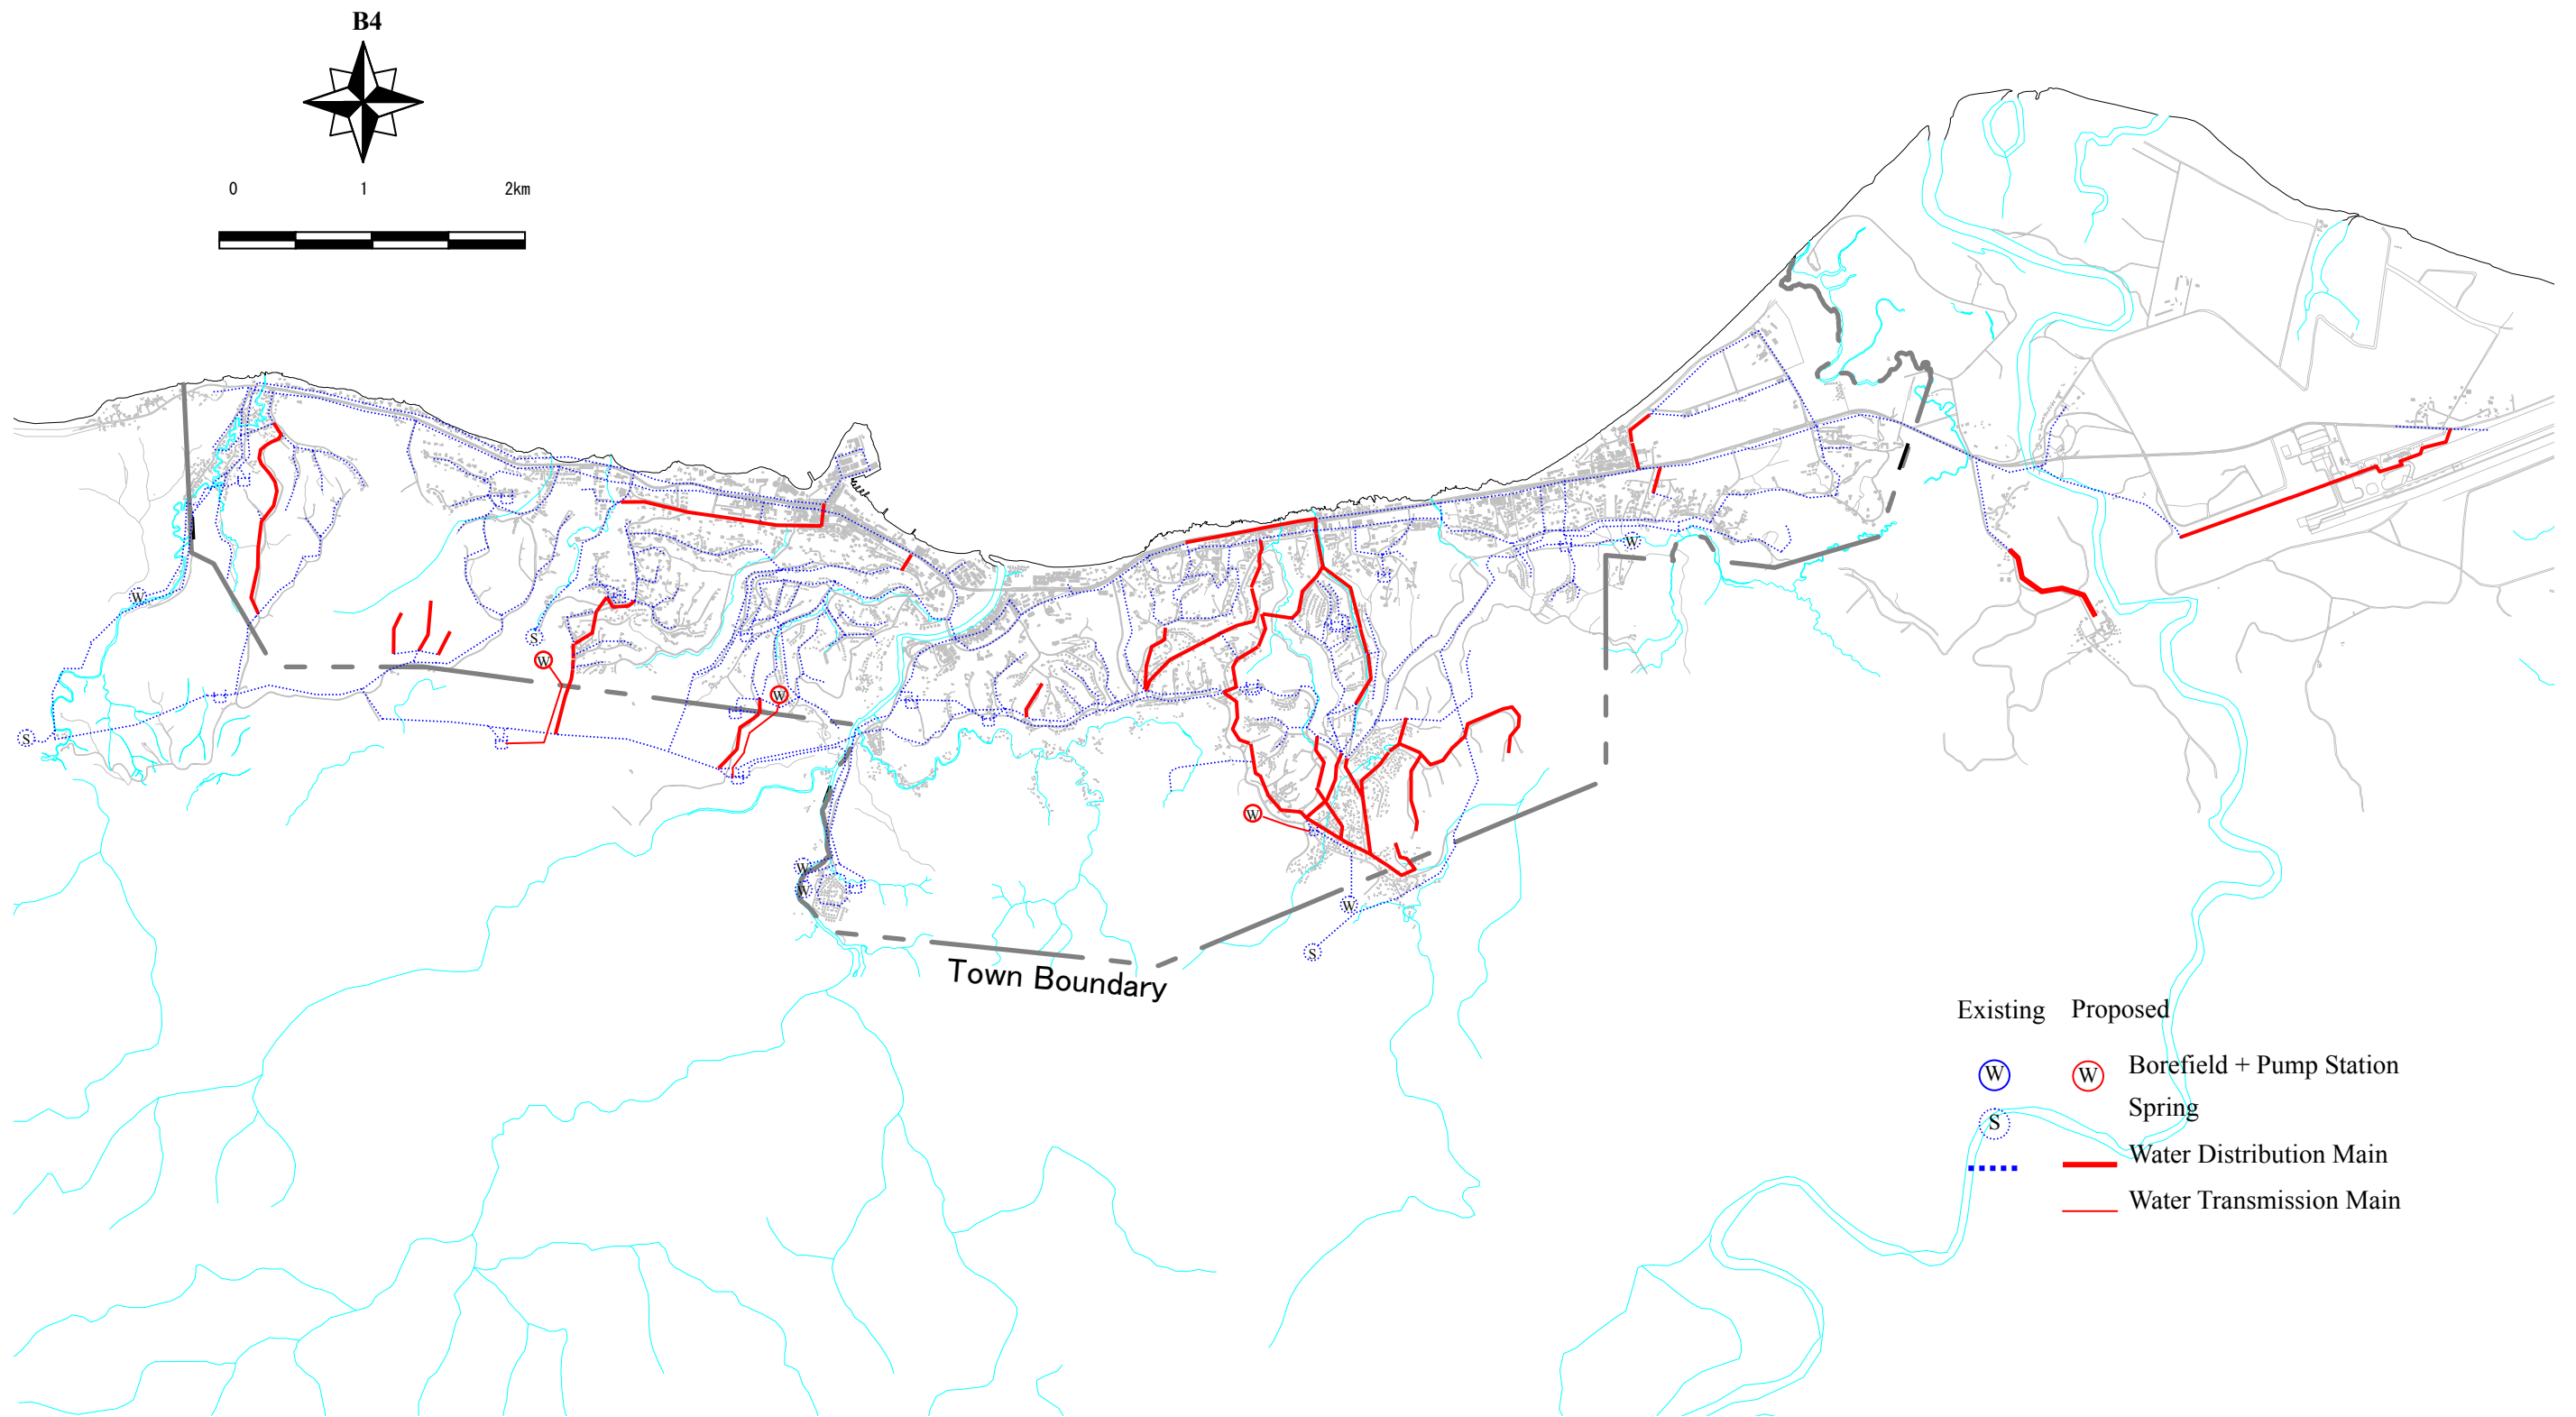 B4
0 1 2km
W
S
W
S
W
W
W
W
W
W
W
S
Town Boundary
Existing Proposed
W W Borefield + Pump Station
S Spring
Water Distribution Main
Water Transmission Main